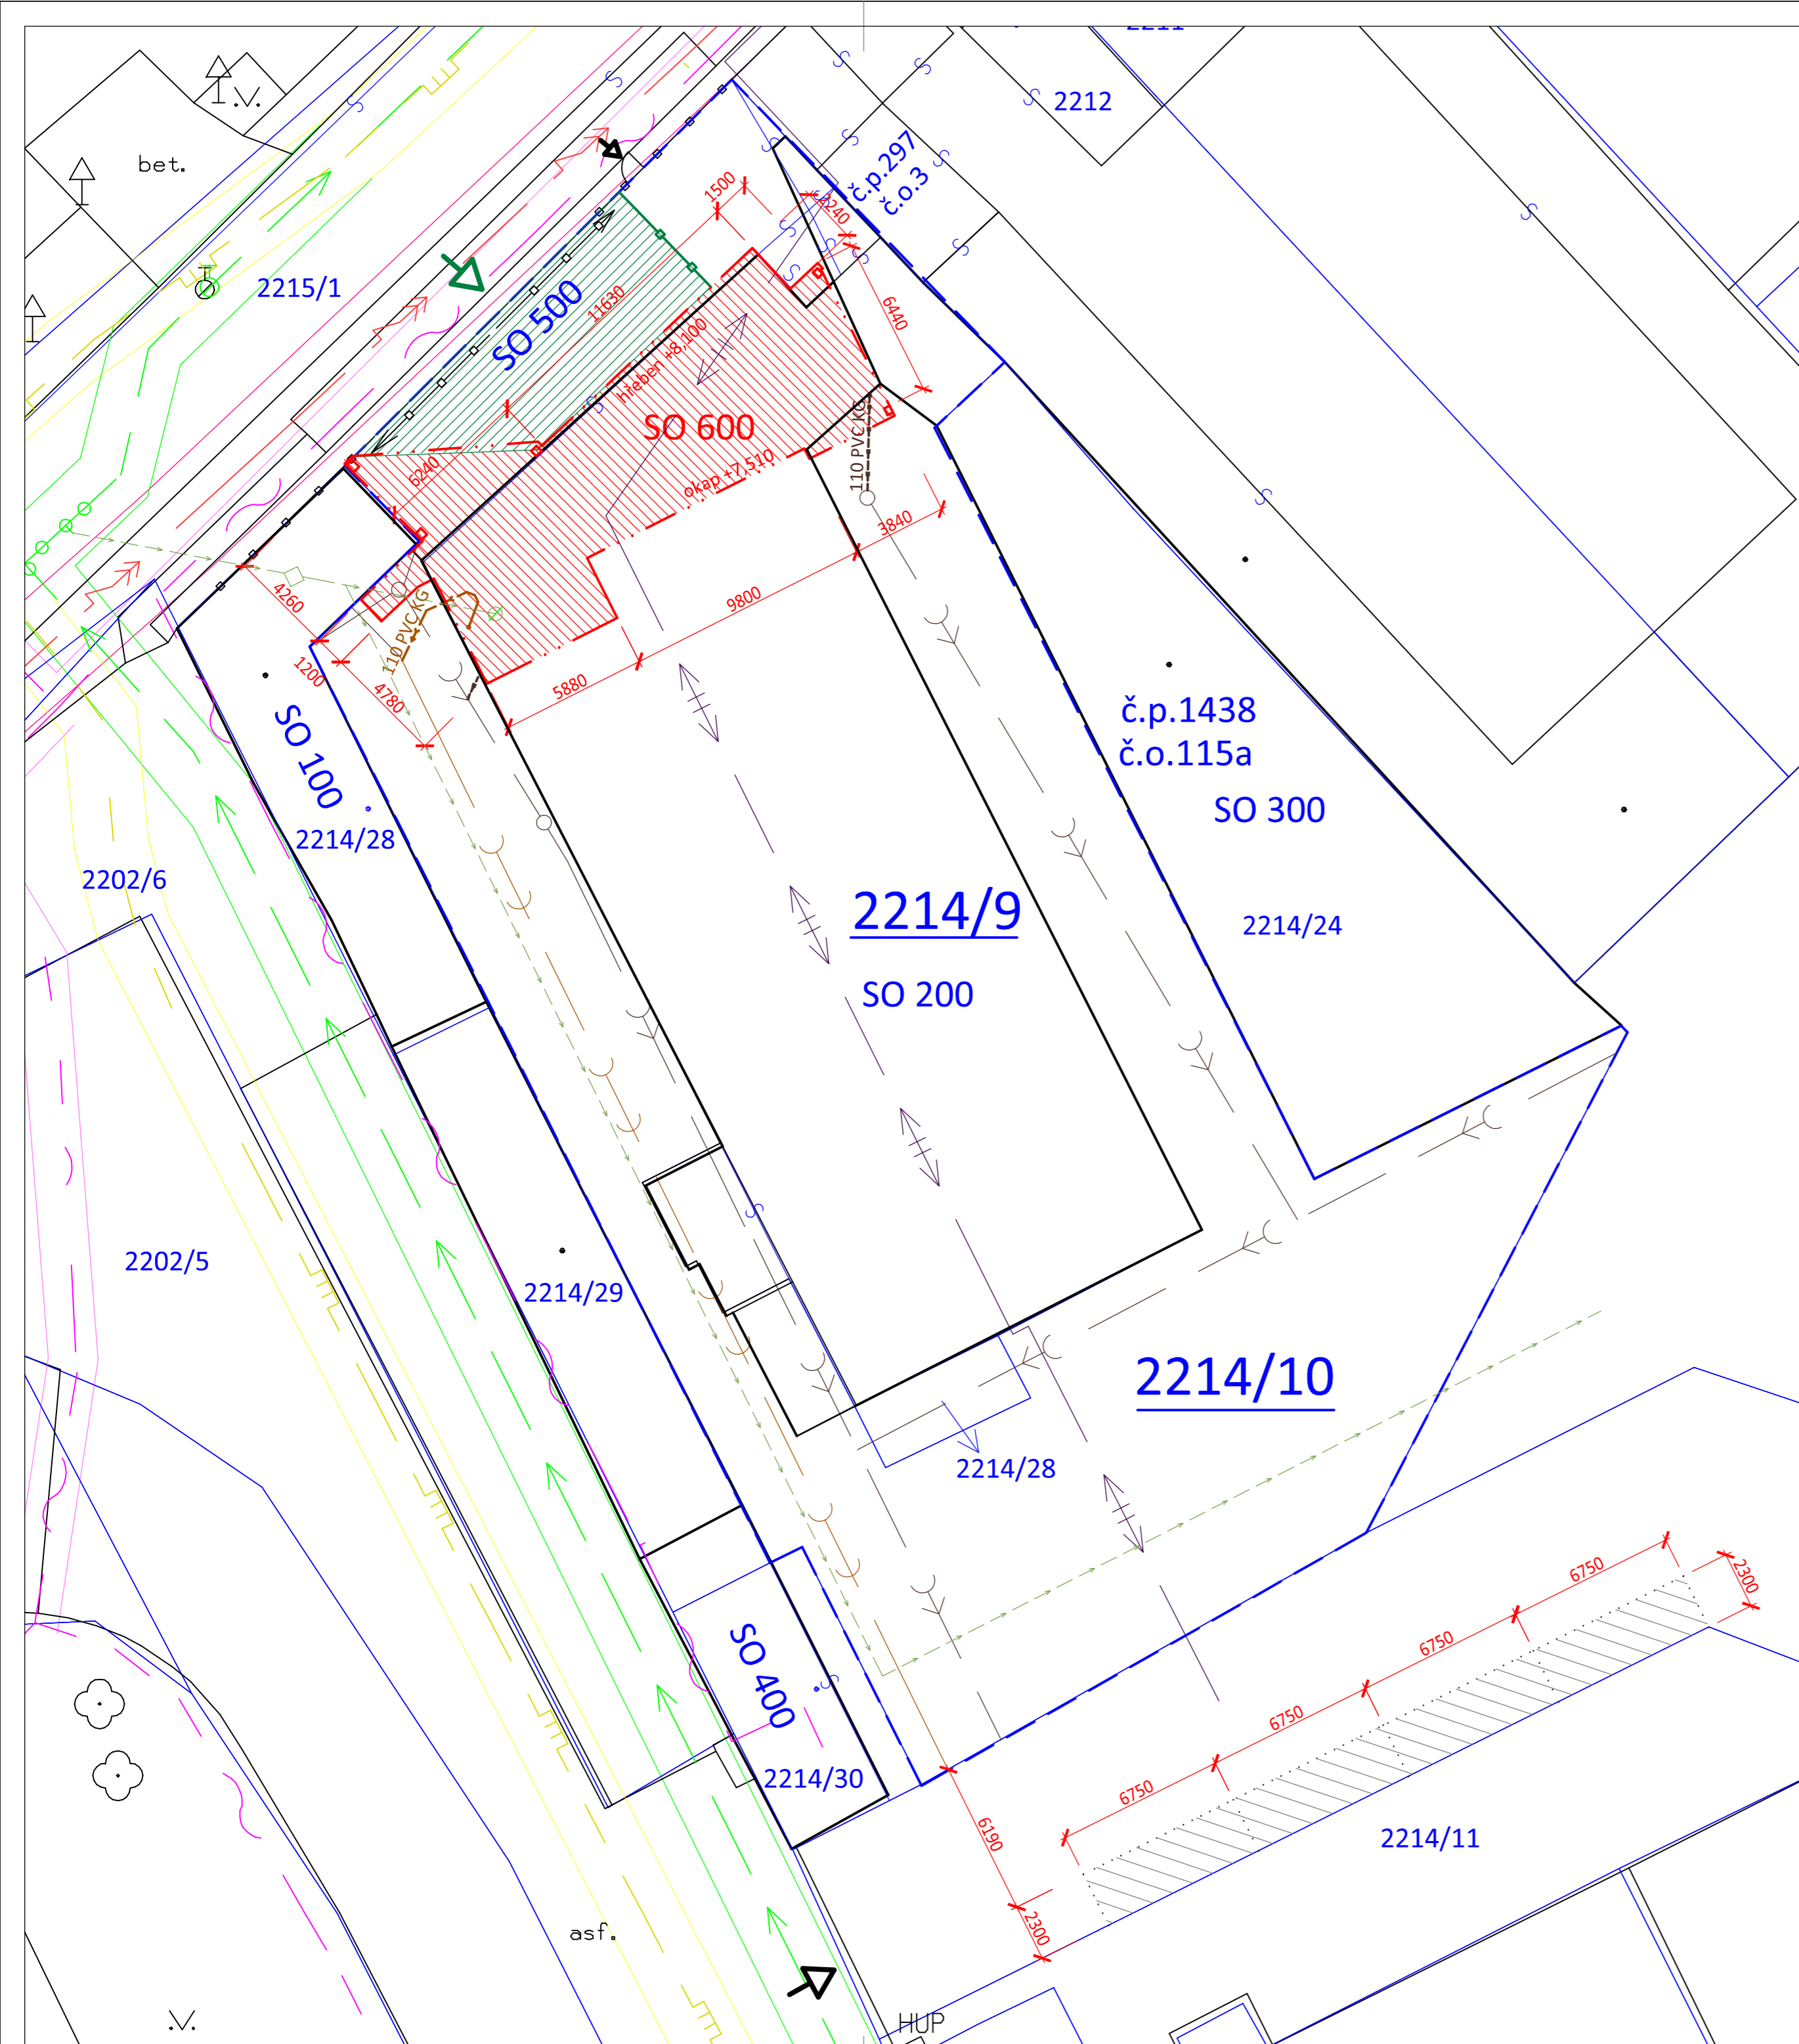 2211
2212
č.p.297
č.o.3
bet.
2215/1
1500
2240
11630
6440
SO 500
hřeben +8,100
SO 600
okap +7,510
6240
110 PVC KG
3840
9800
5880
4260
1200
4780
110 PVC KG
SO 100
2214/28
2202/6
č.p.1438
č.o.115a
SO 300
2214/9
SO 200
2214/24
2202/5
2214/29
2214/10
2214/28
SO 400
2214/30
6750
6750
6750
6750
2300
6190
2300
2214/11
asf.
HUP